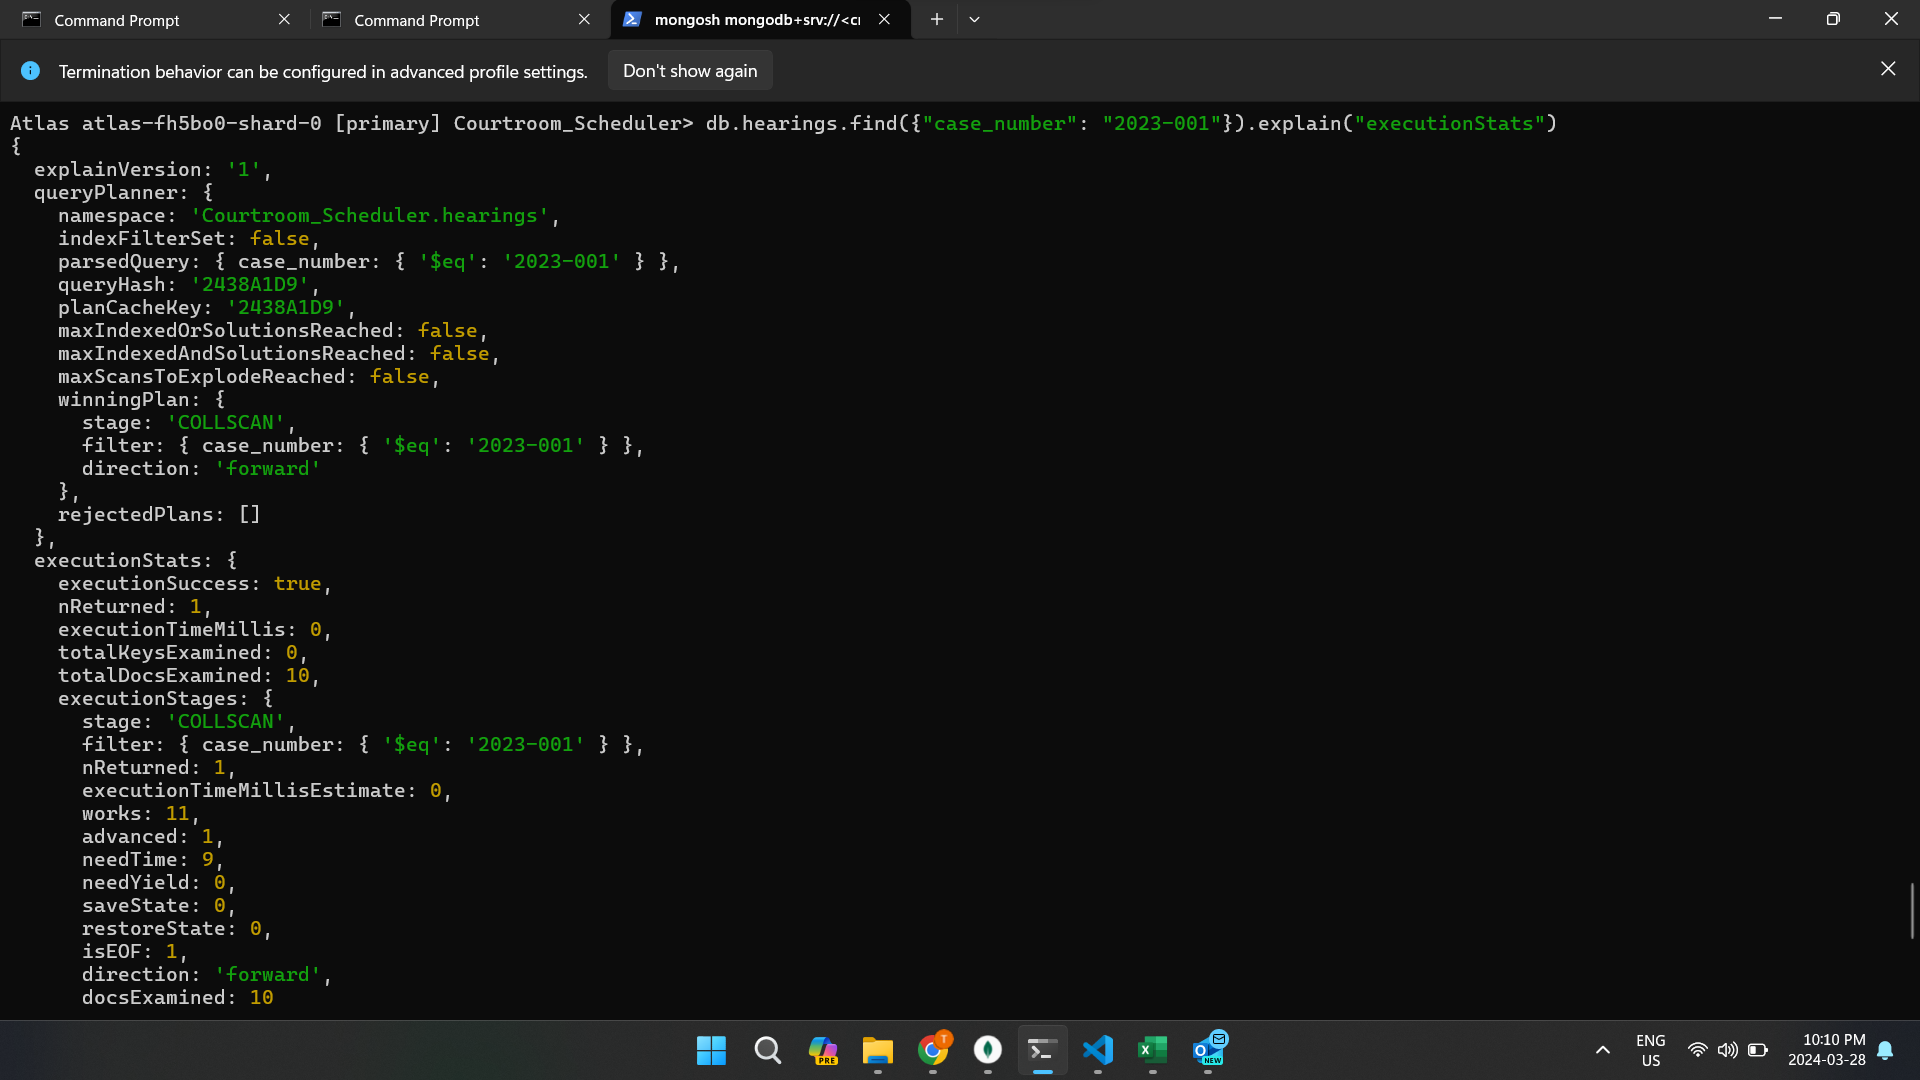 Command Prompt
Command Prompt
mongosh mongodb+srv://<cr
Termination behavior can be configured in advanced profile settings.
Don't show again
Atlas atlas-fh5bo0-shard-0 [primary] Courtroom_Scheduler> db.hearings.find({"case_number": "2023-001"}).explain("executionStats")
{
  explainVersion: '1',
  queryPlanner: {
    namespace: 'Courtroom_Scheduler.hearings',
    indexFilterSet: false,
    parsedQuery: { case_number: { '$eq': '2023-001' } },
    queryHash: '2438A1D9',
    planCacheKey: '2438A1D9',
    maxIndexedOrSolutionsReached: false,
    maxIndexedAndSolutionsReached: false,
    maxScansToExplodeReached: false,
    winningPlan: {
      stage: 'COLLSCAN',
      filter: { case_number: { '$eq': '2023-001' } },
      direction: 'forward'
    },
    rejectedPlans: []
  },
  executionStats: {
    executionSuccess: true,
    nReturned: 1,
    executionTimeMillis: 0,
    totalKeysExamined: 0,
    totalDocsExamined: 10,
    executionStages: {
      stage: 'COLLSCAN',
      filter: { case_number: { '$eq': '2023-001' } },
      nReturned: 1,
      executionTimeMillisEstimate: 0,
      works: 11,
      advanced: 1,
      needTime: 9,
      needYield: 0,
      saveState: 0,
      restoreState: 0,
      isEOF: 1,
      direction: 'forward',
      docsExamined: 10
PRE
T
NEW
ENG
US
10:10 PM
2024-03-28